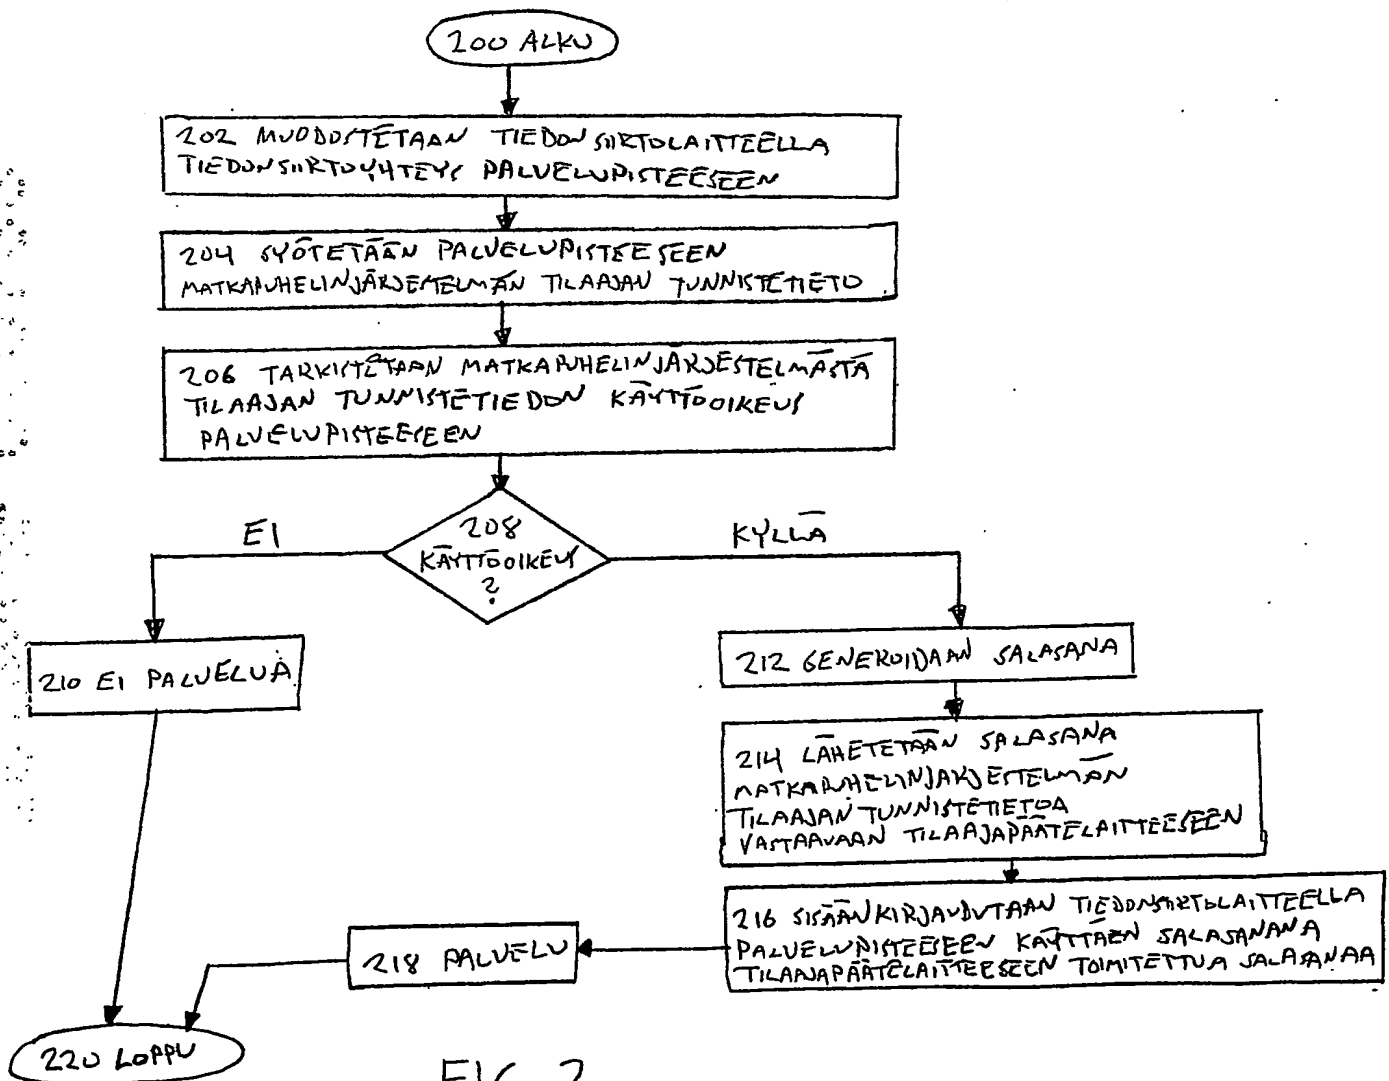 200 ALKU
202 MUODOSTETAAN TIEDONSIIRTOLAITTEELLA
TIEDONSIIRTOYHTEYS PALVELUPISTEESEEN
204 SYÖTETÄÄN PALVELUPISTEESEEN
MATKAPUHELINJÄRJESTELMÄN TILAAJAN TUNNISTETIETO
206 TARKISTETAAN MATKAPUHELINJÄRJESTELMÄSTÄ
TILAAJAN TUNNISTETIEDON KÄYTTÖOIKEUS
PALVELUPISTEESEEN
208
KÄYTTÖOIKEUS
?
EI
KYLLÄ
210 EI PALVELUA
212 GENEROIDAAN SALASANA
214 LÄHETETÄÄN SALASANA
MATKAPUHELINJÄRJESTELMÄN
TILAAJAN TUNNISTETIETOA
VASTAAVAAN TILAAJAPÄÄTELAITTEESEEN
216 SISÄÄNKIRJAUDUTAAN TIEDONSIIRTOLAITTEELLA
PALVELUPISTEESEEN KÄYTTÄEN SALASANANA
TILAAJAPÄÄTELAITTEESEEN TOIMITETTUA SALASANAA
218 PALVELU
220 LOPPU
FIG 2